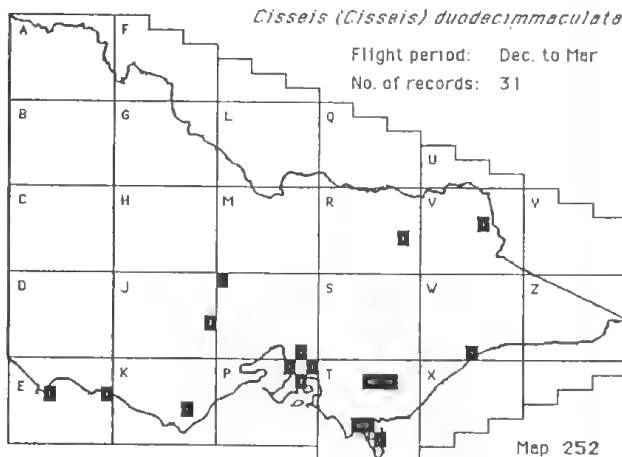 Cisseis (Cisseis) duodecimmaculata
Flight period: Dec. to Mar
No. of records: 31
A F
B G L Q
U
C H M R V Y
D J S W Z
E K P T X
Map 252